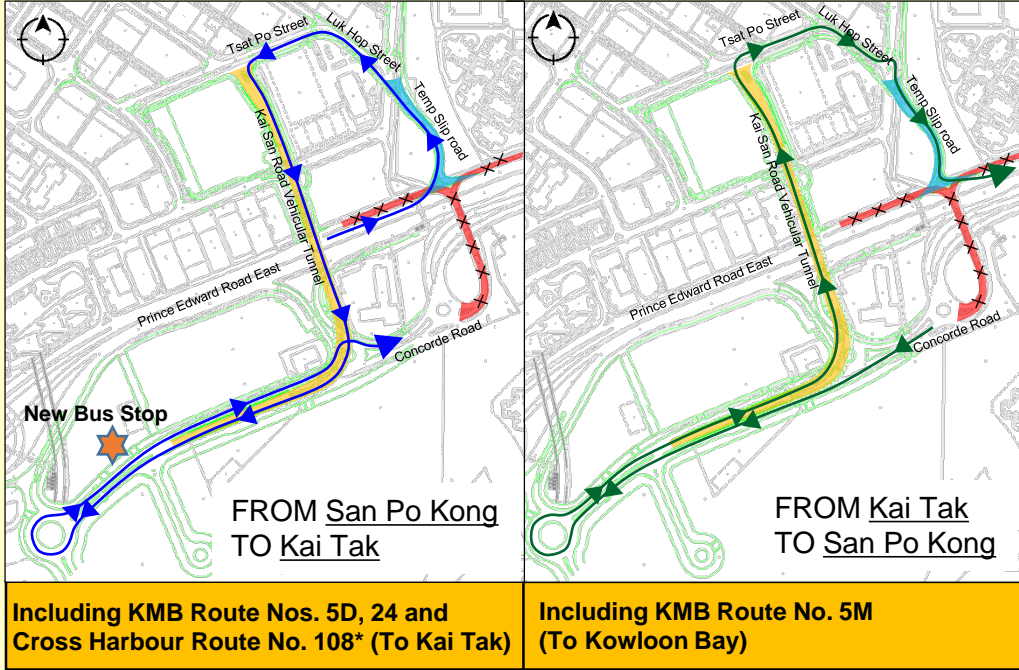 Tsat Po Street
Luk Hop Street
Temp Slip road
Kai San Road Vehicular Tunnel
Prince Edward Road East
Concorde Road
New Bus Stop
FROM San Po Kong
TO Kai Tak
Including KMB Route Nos. 5D, 24 and
Cross Harbour Route No. 108* (To Kai Tak)
Tsat Po Street
Luk Hop Street
Temp Slip road
Kai San Road Vehicular Tunnel
Prince Edward Road East
Concorde Road
FROM Kai Tak
TO San Po Kong
Including KMB Route No. 5M
(To Kowloon Bay)